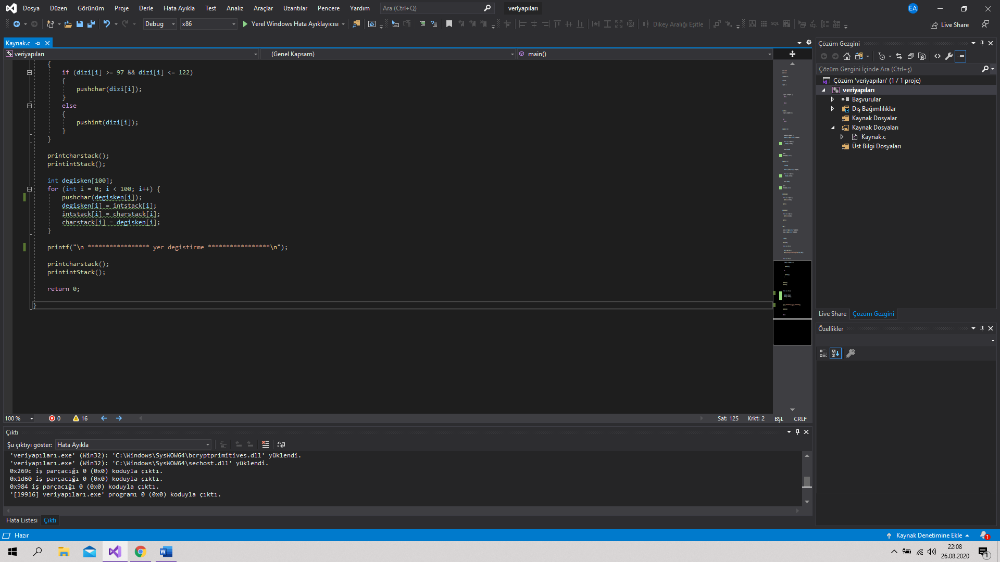 Dosya Düzen Görünüm Proje Derle Hata Ayıkla Test Analiz Araçlar Uzantılar Pencere Yardım Ara (Ctrl+Q) veriyapıları EA
Debug x86 Yerel Windows Hata Ayıklayıcısı Dikey Aralığı Eşitle Live Share
Kaynak.c
veriyapıları (Genel Kapsam) main()
{
if (dizi[i] >= 97 && dizi[i] <= 122)
{
pushchar(dizi[i]);
}
else
{
pushint(dizi[i]);
}
}
printcharstack();
printintStack();
int degisken[100];
for (int i = 0; i < 100; i++) {
pushchar(degisken[i]);
degisken[i] = intstack[i];
intstack[i] = charstack[i];
charstack[i] = degisken[i];
}
printf("\n ***************** yer degistirme *****************\n");
printcharstack();
printintStack();
return 0;
}
100 % 0 16 Sat: 125 Krkt: 2 BŞL CRLF
Çıktı
Şu çıktıyı göster: Hata Ayıkla
'veriyapıları.exe' (Win32): 'C:\Windows\SysWOW64\bcryptprimitives.dll' yüklendi.
'veriyapıları.exe' (Win32): 'C:\Windows\SysWOW64\sechost.dll' yüklendi.
0x269c iş parçacığı 0 (0x0) koduyla çıktı.
0x1d60 iş parçacığı 0 (0x0) koduyla çıktı.
0x984 iş parçacığı 0 (0x0) koduyla çıktı.
'[19916] veriyapıları.exe' programı 0 (0x0) koduyla çıktı.
Hata Listesi Çıktı
Çözüm Gezgini
Çözüm Gezgini İçinde Ara (Ctrl+ş)
Çözüm 'veriyapıları' (1 / 1 proje)
veriyapıları
Başvurular
Dış Bağımlılıklar
Kaynak Dosyalar
Kaynak Dosyaları
Kaynak.c
Üst Bilgi Dosyaları
Live Share Çözüm Gezgini
Özellikler
Hazır Kaynak Denetimine Ekle 1
22:08
26.08.2020
1